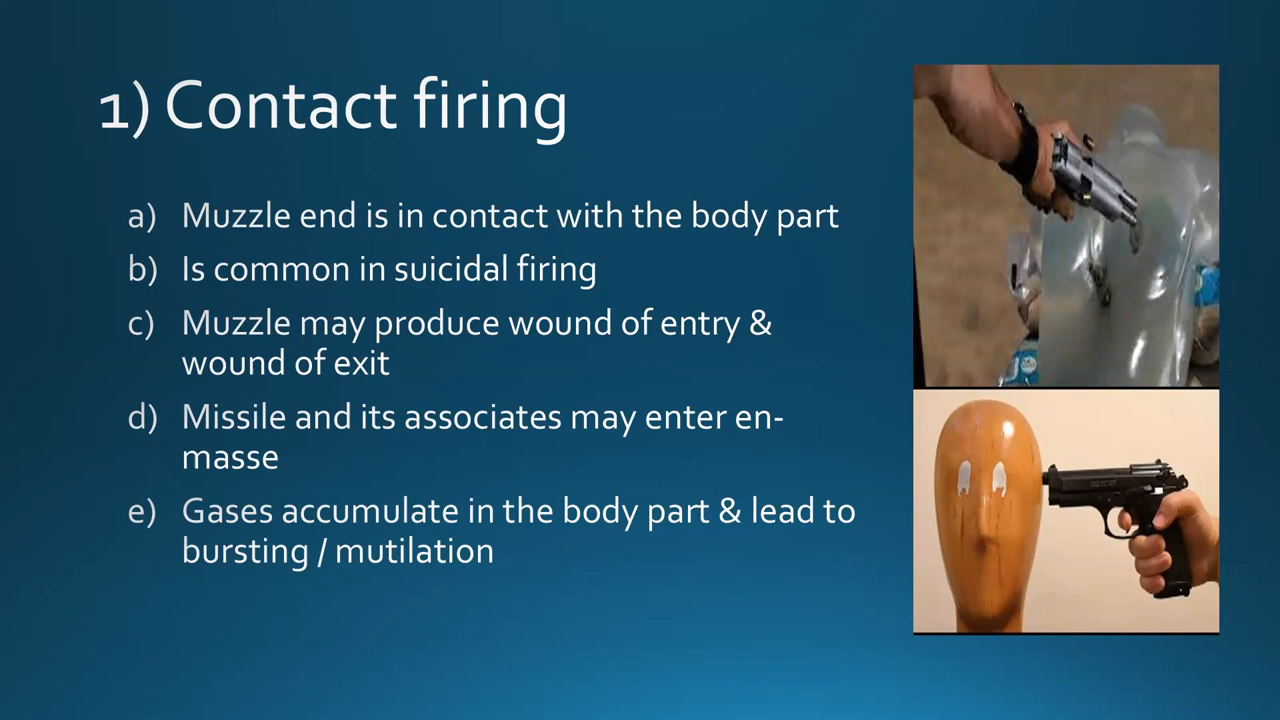 1) Contact firing
a) Muzzle end is in contact with the body part
b) Is common in suicidal firing
c) Muzzle may produce wound of entry &
wound of exit
d) Missile and its associates may enter en-
masse
e) Gases accumulate in the body part & lead to
bursting / mutilation